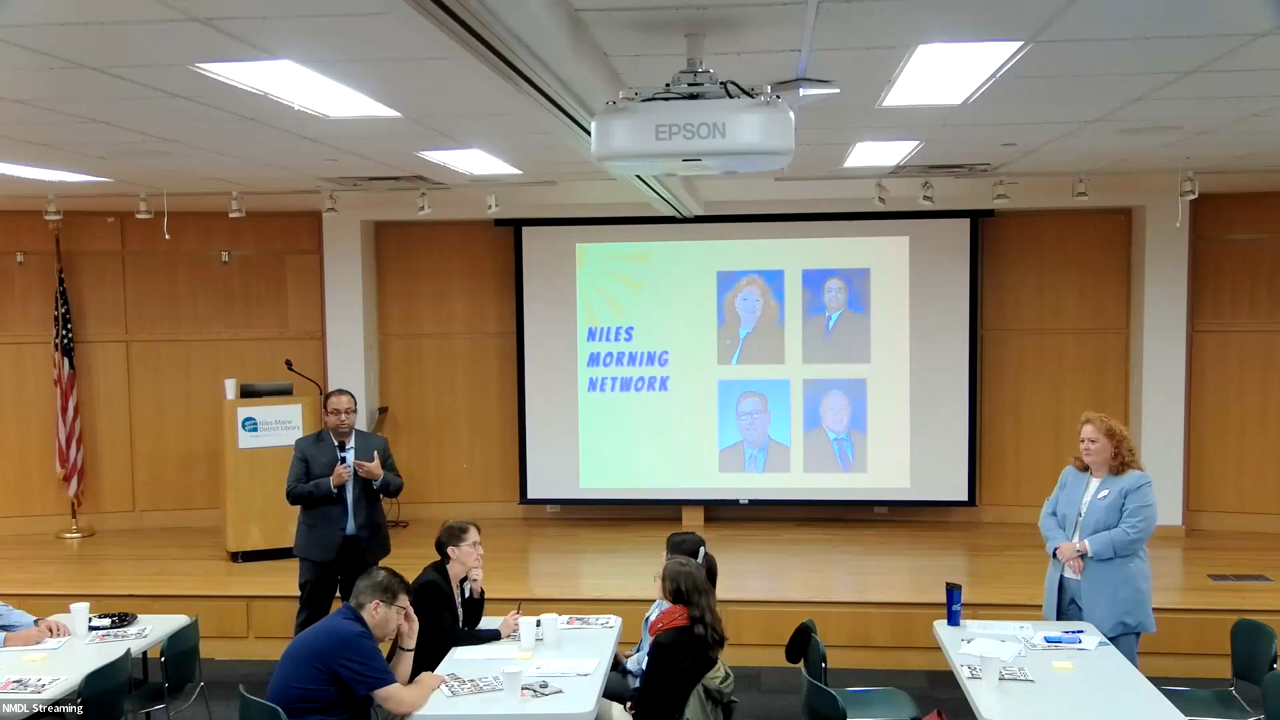 EPSON
NILES
MORNING
NETWORK
Niles-Maine
District Library
NMDL Streaming